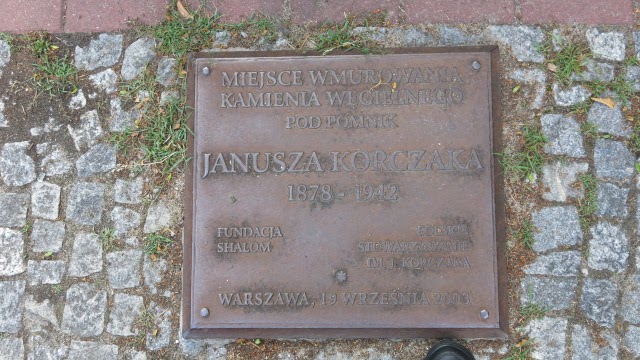 MIEJSCE WMUROWANIA
KAMIENIA WĘGIELNEGO
POD POMNIK
JANUSZA KORCZAKA
1878 - 1942
FUNDACJA
SHALOM
POLSKIE
STOWARZYSZENIE
IM. J. KORCZAKA
WARSZAWA, 19 WRZEŚNIA 2003